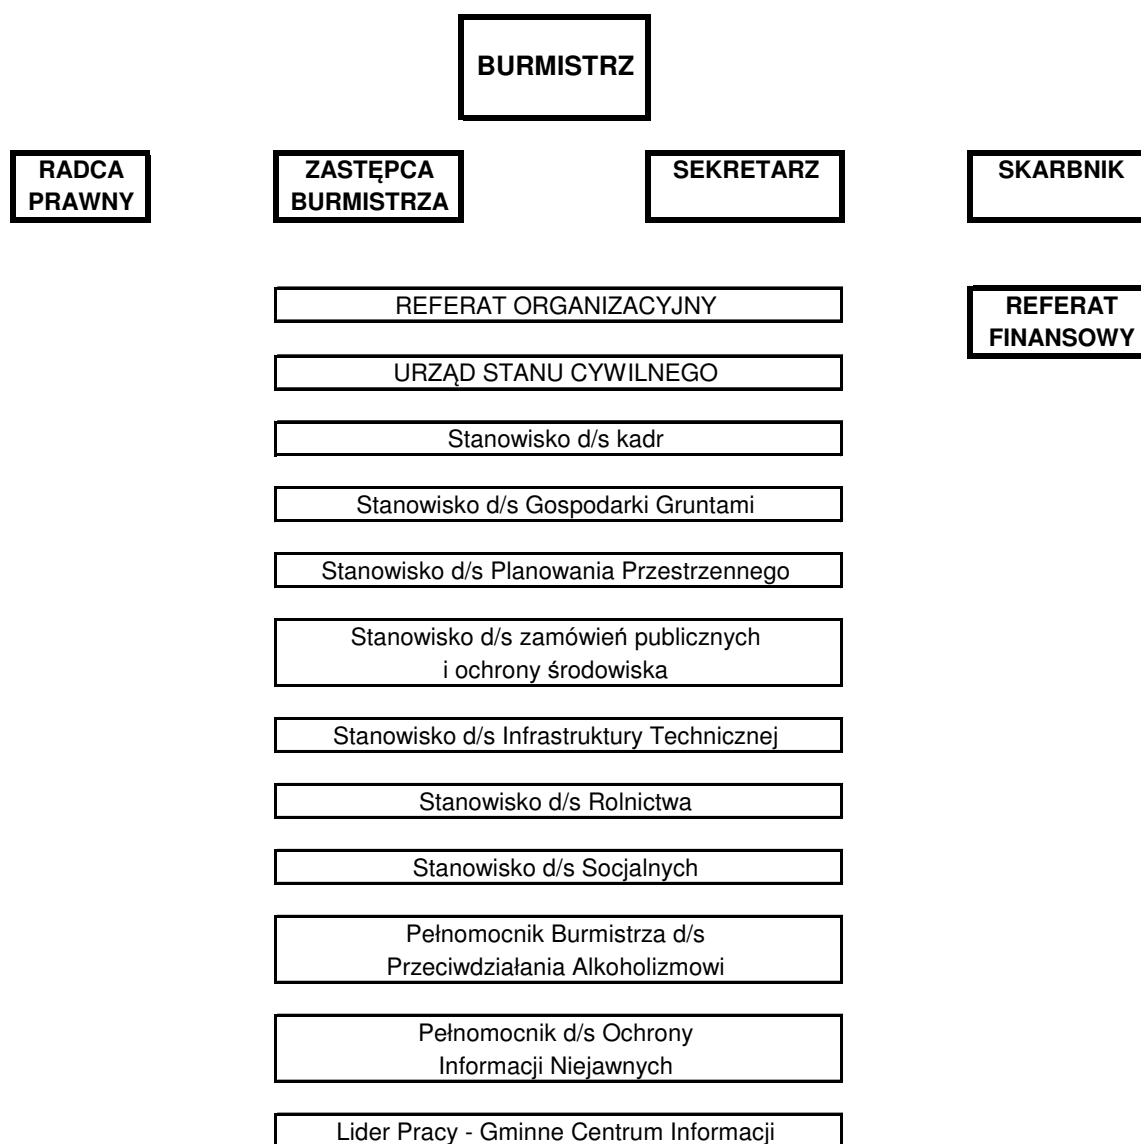 BURMISTRZ
RADCA
PRAWNY
ZASTĘPCA
BURMISTRZA
SEKRETARZ
SKARBNIK
REFERAT ORGANIZACYJNY
REFERAT
FINANSOWY
URZĄD STANU CYWILNEGO
Stanowisko d/s kadr
Stanowisko d/s Gospodarki Gruntami
Stanowisko d/s Planowania Przestrzennego
Stanowisko d/s zamówień publicznych
i ochrony środowiska
Stanowisko d/s Infrastruktury Technicznej
Stanowisko d/s Rolnictwa
Stanowisko d/s Socjalnych
Pełnomocnik Burmistrza d/s
Przeciwdziałania Alkoholizmowi
Pełnomocnik d/s Ochrony
Informacji Niejawnych
Lider Pracy - Gminne Centrum Informacji